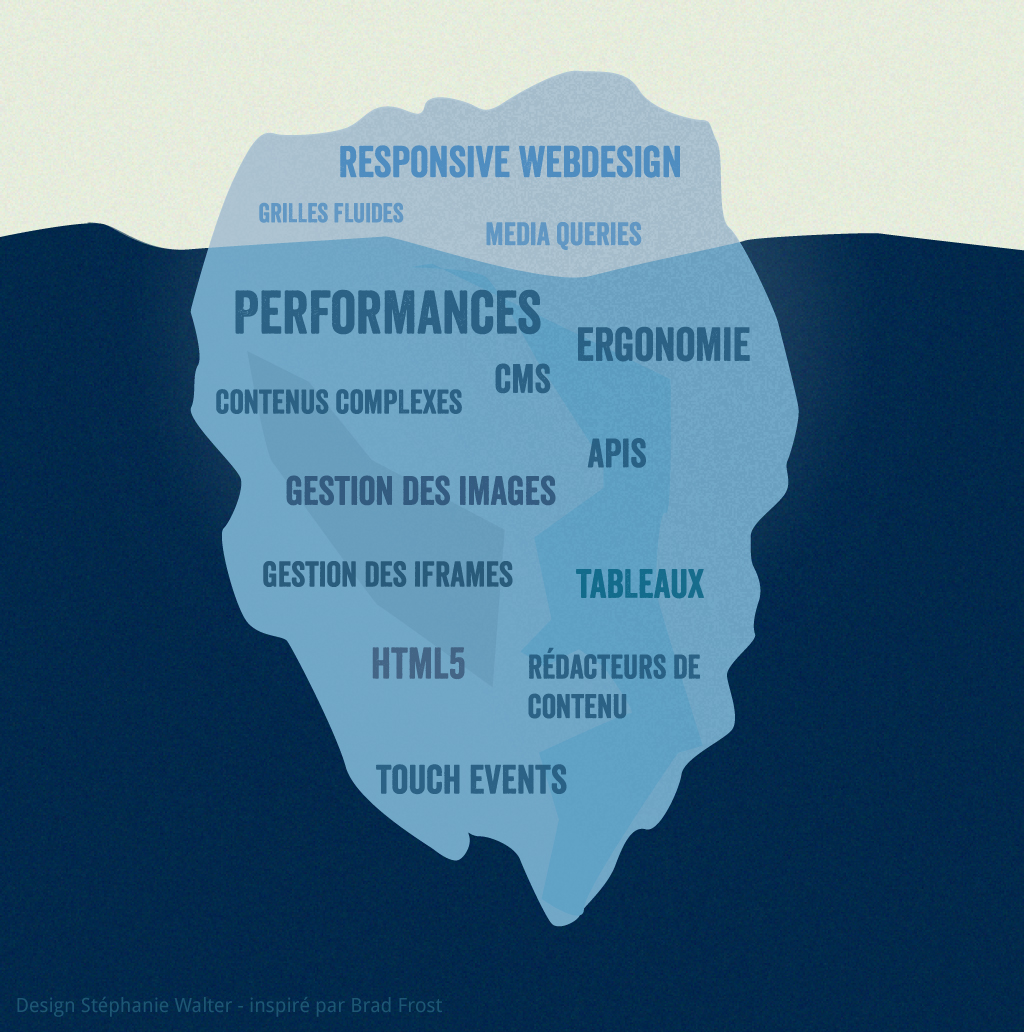 RESPONSIVE WEBDESIGN
GRILLES FLUIDES
MEDIA QUERIES
PERFORMANCES
ERGONOMIE
CMS
CONTENUS COMPLEXES
APIS
GESTION DES IMAGES
GESTION DES IFRAMES
TABLEAUX
HTML5
RÉDACTEURS DE
CONTENU
TOUCH EVENTS
Design Stéphanie Walter - inspiré par Brad Frost